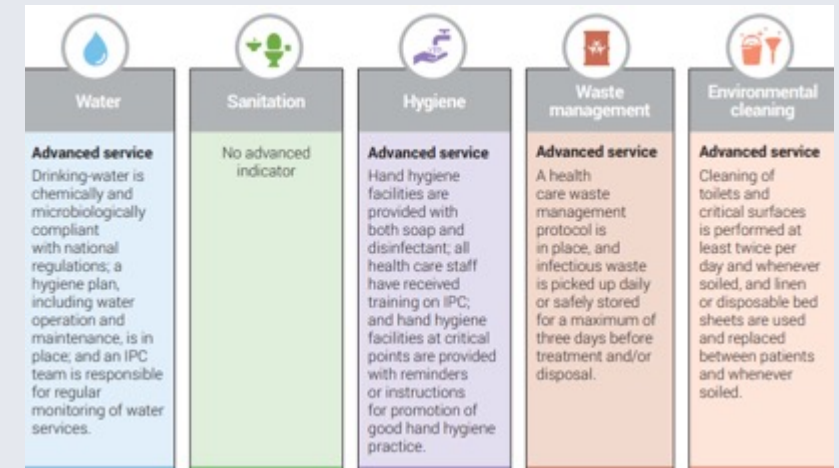 Water
Advanced service
Drinking-water is
chemically and
microbiologically
compliant
with national
regulations; a
hygiene plan,
including water
operation and
maintenance, is in
place; and an IPC
team is responsible
for regular
monitoring of water
services.
Sanitation
No advanced
indicator
Hygiene
Advanced service
Hand hygiene
facilities are
provided with
both soap and
disinfectant; all
health care staff
have received
training on IPC;
and hand hygiene
facilities at critical
points are provided
with reminders
or instructions
for promotion of
good hand hygiene
practice.
Waste
management
Advanced service
A health
care waste
management
protocol is
in place, and
infectious waste
is picked up daily
or safely stored
for a maximum of
three days before
treatment and/or
disposal.
Environmental
cleaning
Advanced service
Cleaning of
toilets and
critical surfaces
is performed at
least twice per
day and whenever
soiled, and linen
or disposable bed
sheets are used
and replaced
between patients
and whenever
soiled.